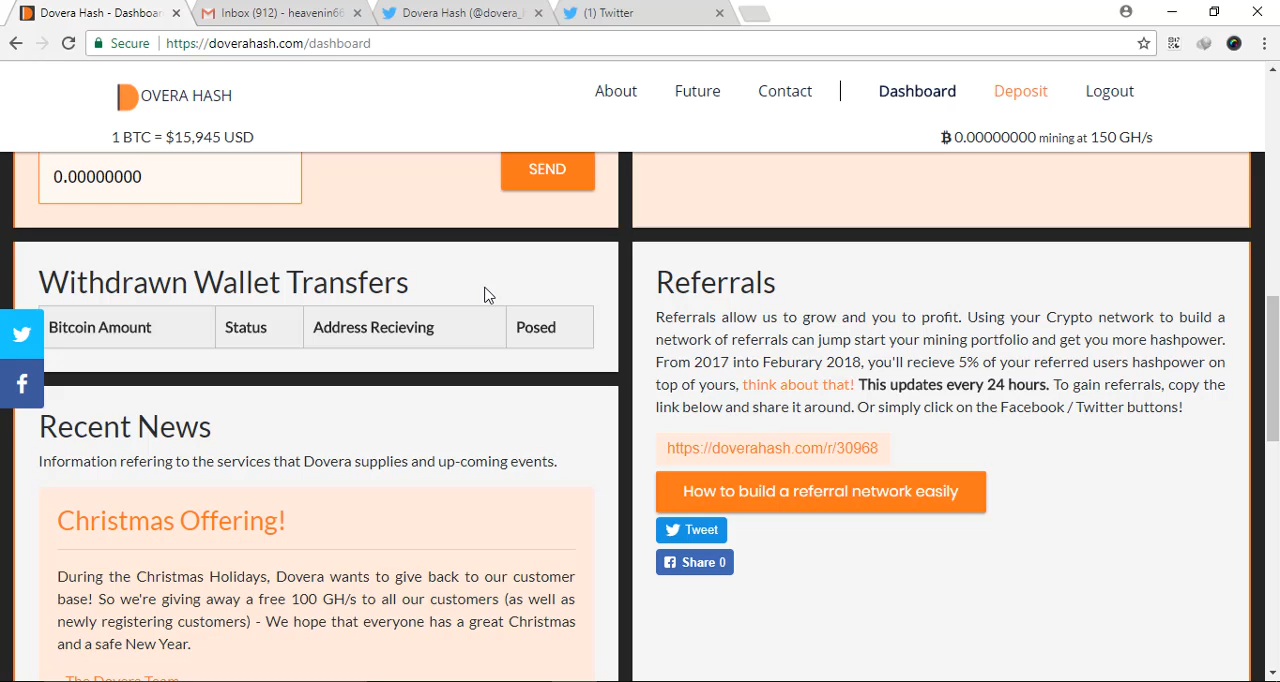 Dovera Hash - Dashboar
Inbox (912) - heavenin66
Dovera Hash (@dovera_
(1) Twitter
Secure
https://doverahash.com/dashboard
OVERA HASH
About
Future
Contact
Dashboard
Deposit
Logout
1 BTC = $15,945 USD
0.00000000 mining at 150 GH/s
0.00000000
SEND
Withdrawn Wallet Transfers
Bitcoin Amount
Status
Address Recieving
Posed
Recent News
Information refering to the services that Dovera supplies and up-coming events.
Christmas Offering!
During the Christmas Holidays, Dovera wants to give back to our customer
base! So we're giving away a free 100 GH/s to all our customers (as well as
newly registering customers) - We hope that everyone has a great Christmas
and a safe New Year.
- The Dovera Team
Referrals
Referrals allow us to grow and you to profit. Using your Crypto network to build a
network of referrals can jump start your mining portfolio and get you more hashpower.
From 2017 into Feburary 2018, you'll recieve 5% of your referred users hashpower on
top of yours, think about that! This updates every 24 hours. To gain referrals, copy the
link below and share it around. Or simply click on the Facebook / Twitter buttons!
https://doverahash.com/r/30968
How to build a referral network easily
Tweet
Share 0